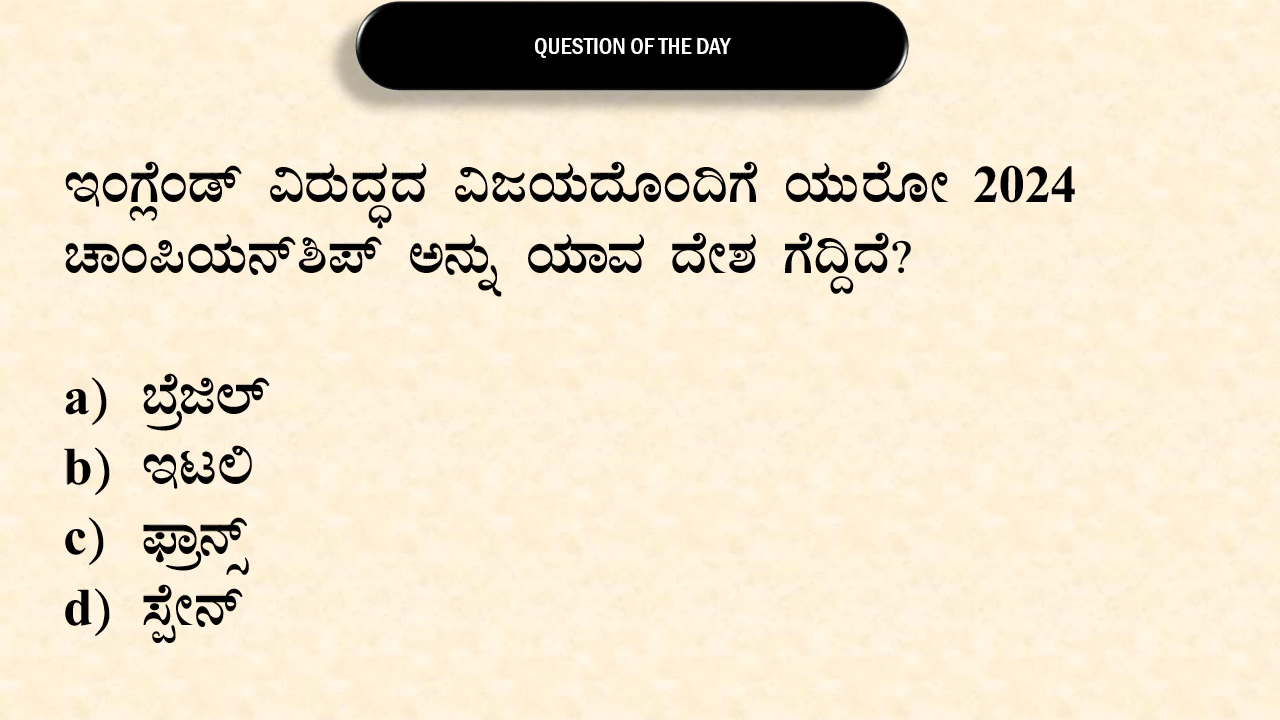 QUESTION OF THE DAY
ಇಂಗ್ಲೆಂಡ್ ವಿರುದ್ಧದ ವಿಜಯದೊಂದಿಗೆ ಯುರೋ 2024
ಚಾಂಪಿಯನ್‌ಶಿಪ್ ಅನ್ನು ಯಾವ ದೇಶ ಗೆದ್ದಿದೆ?
a) ಬ್ರೆಜಿಲ್
b) ಇಟಲಿ
c) ಫ್ರಾನ್ಸ್
d) ಸ್ಪೇನ್